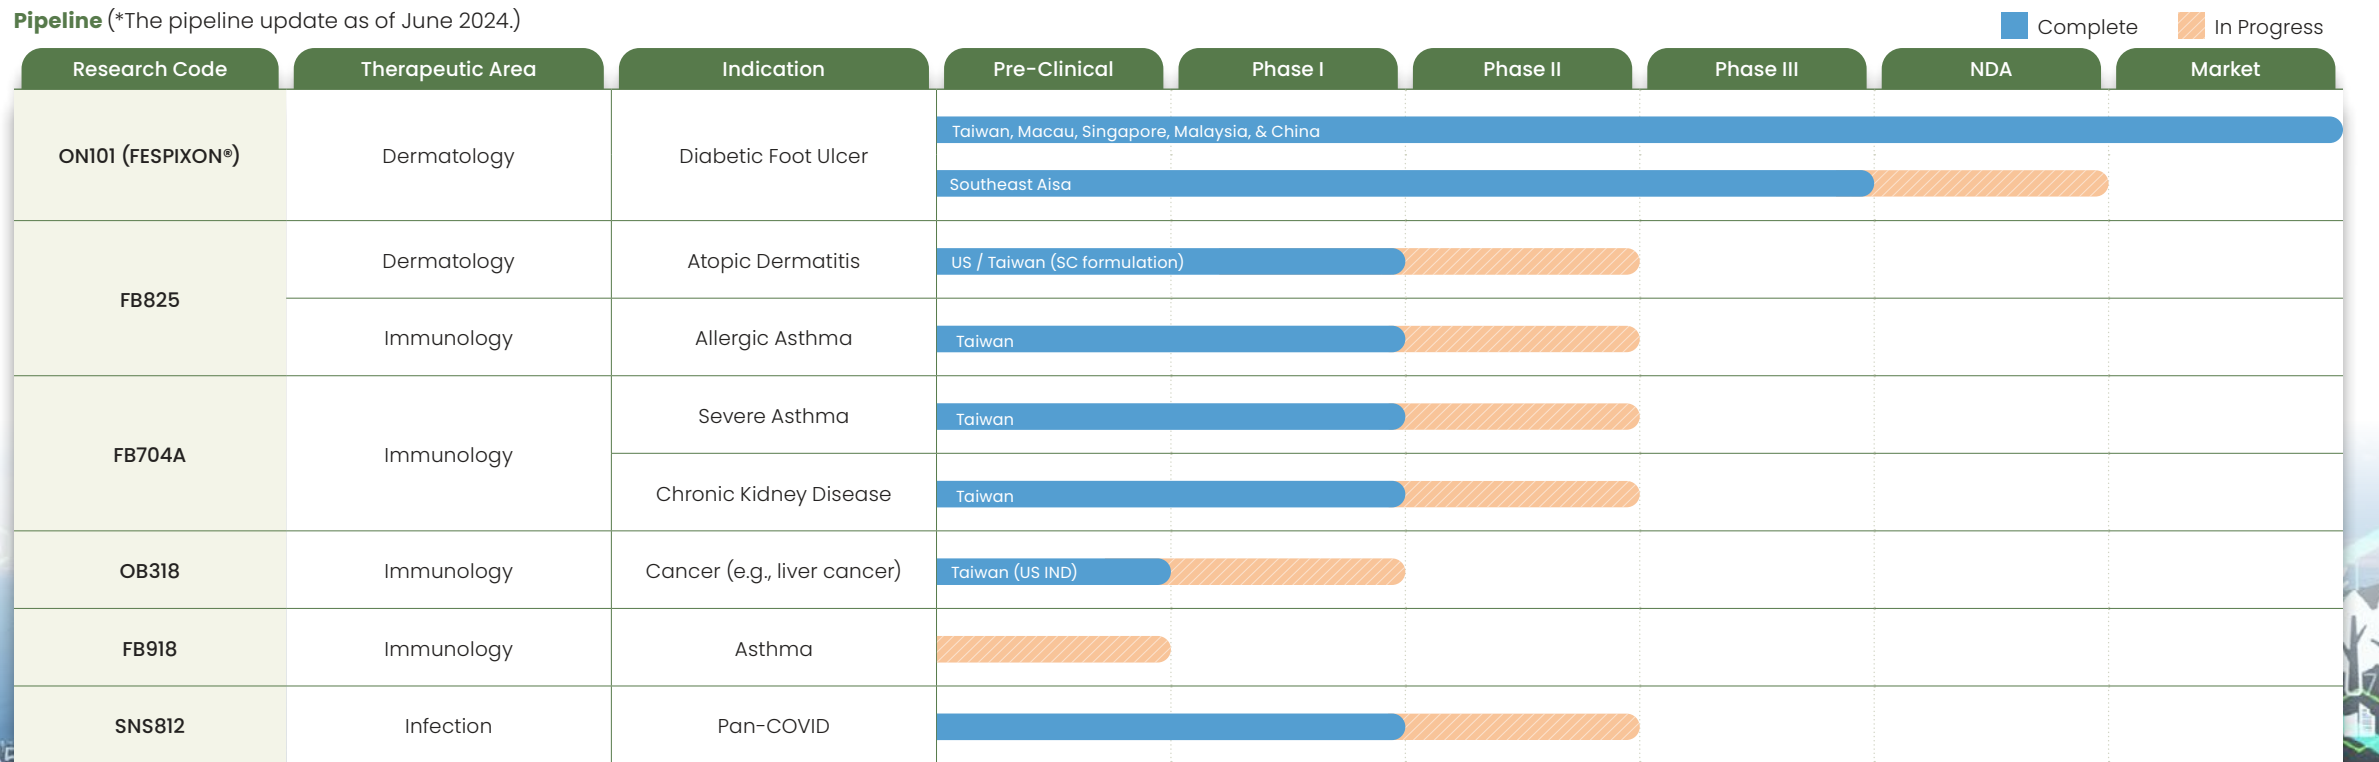 Pipeline (*The pipeline update as of June 2024.)
Complete
In Progress
Research Code
Therapeutic Area
Indication
Pre-Clinical
Phase I
Phase II
Phase III
NDA
Market
ON101 (FESPIXON®)
Dermatology
Diabetic Foot Ulcer
Taiwan, Macau, Singapore, Malaysia, & China
Southeast Aisa
FB825
Dermatology
Atopic Dermatitis
US / Taiwan (SC formulation)
Immunology
Allergic Asthma
Taiwan
FB704A
Immunology
Severe Asthma
Taiwan
Chronic Kidney Disease
Taiwan
OB318
Immunology
Cancer (e.g., liver cancer)
Taiwan (US IND)
FB918
Immunology
Asthma
SNS812
Infection
Pan-COVID